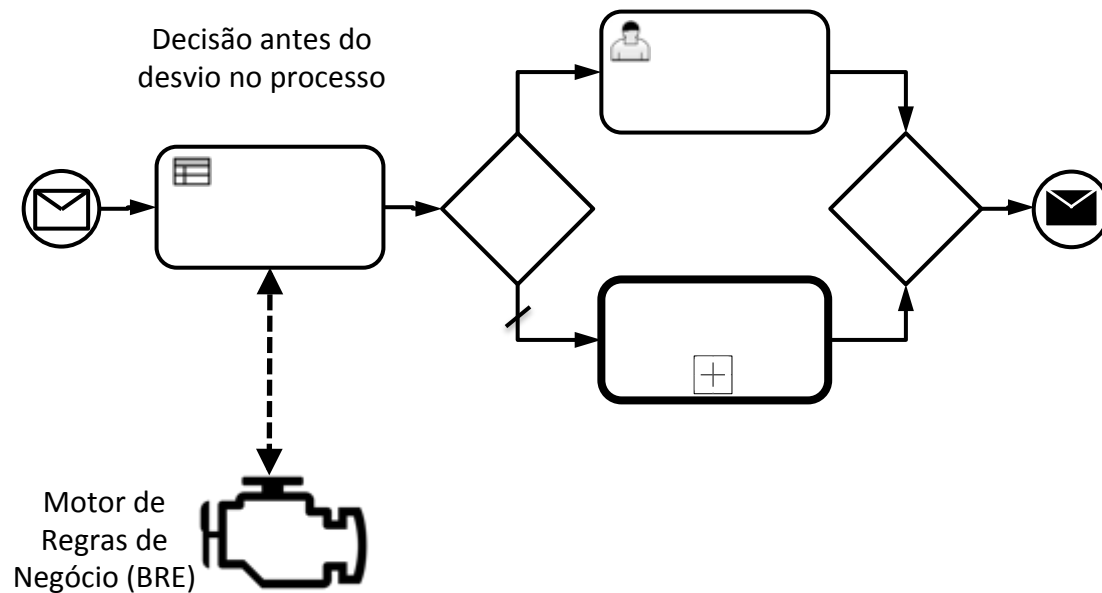 Decisão antes do
desvio no processo
Motor de
Regras de
Negócio (BRE)